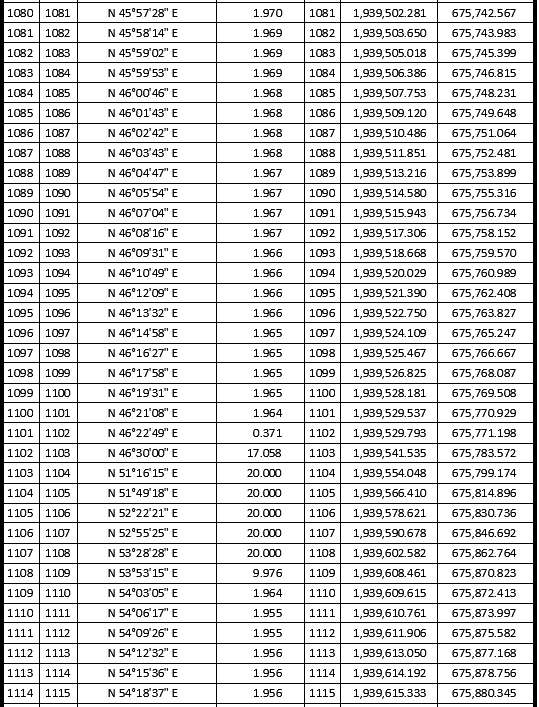 1080 1081 N 45°57'28" E 1.970 1081 1,939,502.281 675,742.567
1081 1082 N 45°58'14" E 1.969 1082 1,939,503.650 675,743.983
1082 1083 N 45°59'02" E 1.969 1083 1,939,505.018 675,745.399
1083 1084 N 45°59'53" E 1.969 1084 1,939,506.386 675,746.815
1084 1085 N 46°00'46" E 1.968 1085 1,939,507.753 675,748.231
1085 1086 N 46°01'43" E 1.968 1086 1,939,509.120 675,749.648
1086 1087 N 46°02'42" E 1.968 1087 1,939,510.486 675,751.064
1087 1088 N 46°03'43" E 1.968 1088 1,939,511.851 675,752.481
1088 1089 N 46°04'47" E 1.967 1089 1,939,513.216 675,753.899
1089 1090 N 46°05'54" E 1.967 1090 1,939,514.580 675,755.316
1090 1091 N 46°07'04" E 1.967 1091 1,939,515.943 675,756.734
1091 1092 N 46°08'16" E 1.967 1092 1,939,517.306 675,758.152
1092 1093 N 46°09'31" E 1.966 1093 1,939,518.668 675,759.570
1093 1094 N 46°10'49" E 1.966 1094 1,939,520.029 675,760.989
1094 1095 N 46°12'09" E 1.966 1095 1,939,521.390 675,762.408
1095 1096 N 46°13'32" E 1.966 1096 1,939,522.750 675,763.827
1096 1097 N 46°14'58" E 1.965 1097 1,939,524.109 675,765.247
1097 1098 N 46°16'27" E 1.965 1098 1,939,525.467 675,766.667
1098 1099 N 46°17'58" E 1.965 1099 1,939,526.825 675,768.087
1099 1100 N 46°19'31" E 1.965 1100 1,939,528.181 675,769.508
1100 1101 N 46°21'08" E 1.964 1101 1,939,529.537 675,770.929
1101 1102 N 46°22'49" E 0.371 1102 1,939,529.793 675,771.198
1102 1103 N 46°30'00" E 17.058 1103 1,939,541.535 675,783.572
1103 1104 N 51°16'15" E 20.000 1104 1,939,554.048 675,799.174
1104 1105 N 51°49'18" E 20.000 1105 1,939,566.410 675,814.896
1105 1106 N 52°22'21" E 20.000 1106 1,939,578.621 675,830.736
1106 1107 N 52°55'25" E 20.000 1107 1,939,590.678 675,846.692
1107 1108 N 53°28'28" E 20.000 1108 1,939,602.582 675,862.764
1108 1109 N 53°53'15" E 9.976 1109 1,939,608.461 675,870.823
1109 1110 N 54°03'05" E 1.964 1110 1,939,609.615 675,872.413
1110 1111 N 54°06'17" E 1.955 1111 1,939,610.761 675,873.997
1111 1112 N 54°09'26" E 1.955 1112 1,939,611.906 675,875.582
1112 1113 N 54°12'32" E 1.956 1113 1,939,613.050 675,877.168
1113 1114 N 54°15'36" E 1.956 1114 1,939,614.192 675,878.756
1114 1115 N 54°18'37" E 1.956 1115 1,939,615.333 675,880.345